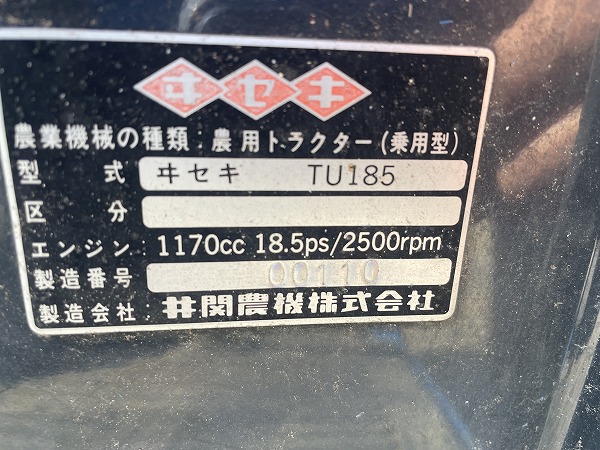 ヰセキ
農業機械の種類:農用トラクター(乗用型)
型式 ヰセキ TU185
区分
エンジン:1170cc 18.5ps/2500rpm
製造番号 00110
製造会社:井関農機株式会社